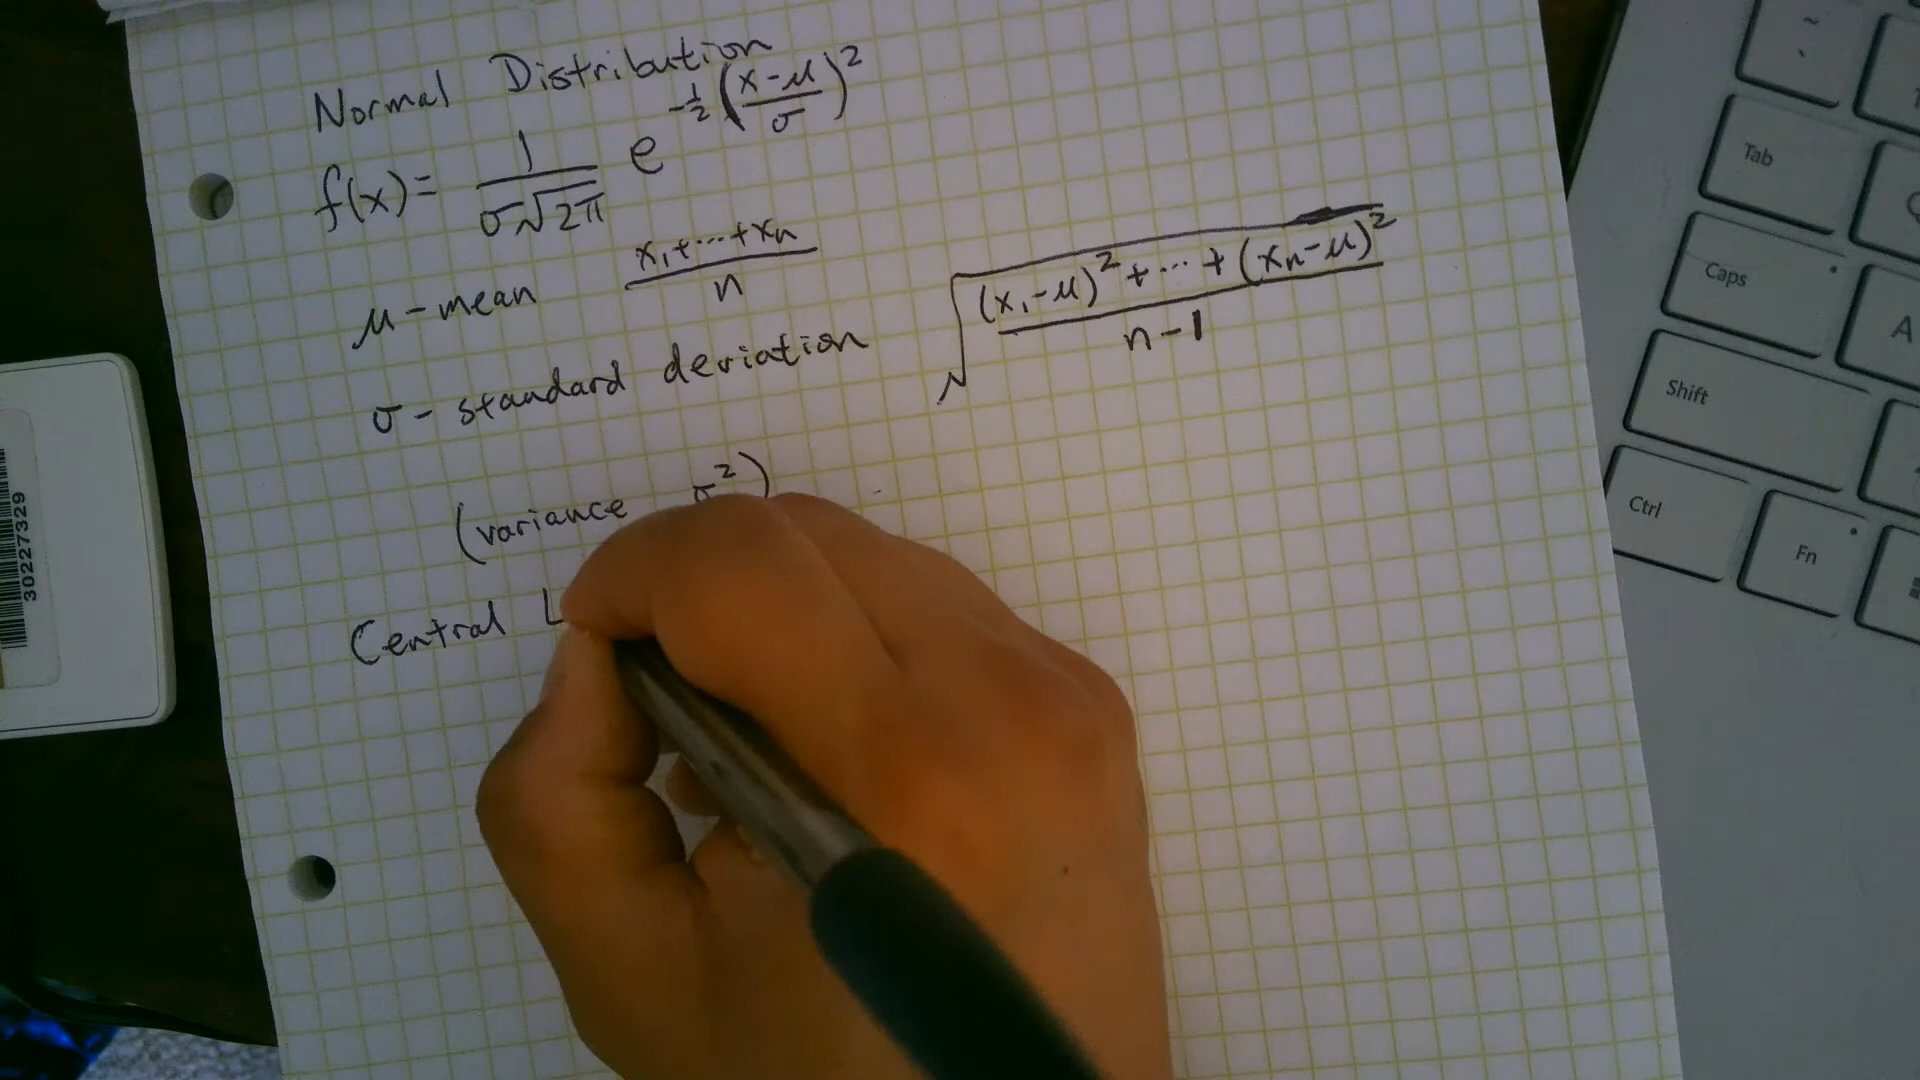 Normal Distribution
f(x) = 1/(σ√(2π)) e^(-1/2 ((x-μ)/σ)^2)
μ - mean (x₁+···+xₙ)/n
σ - standard deviation √(((x₁-μ)²+···+(xₙ-μ)²)/(n-1))
(variance σ²)
Central L
302273329
~
`
Tab
Caps
A
Shift
Ctrl
Fn